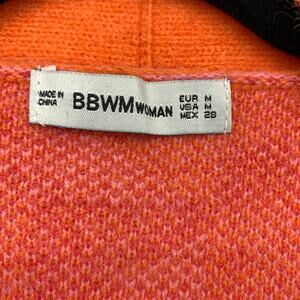 MADE IN
CHINA
BBWM WOMAN
EUR M
USA M
MEX 28